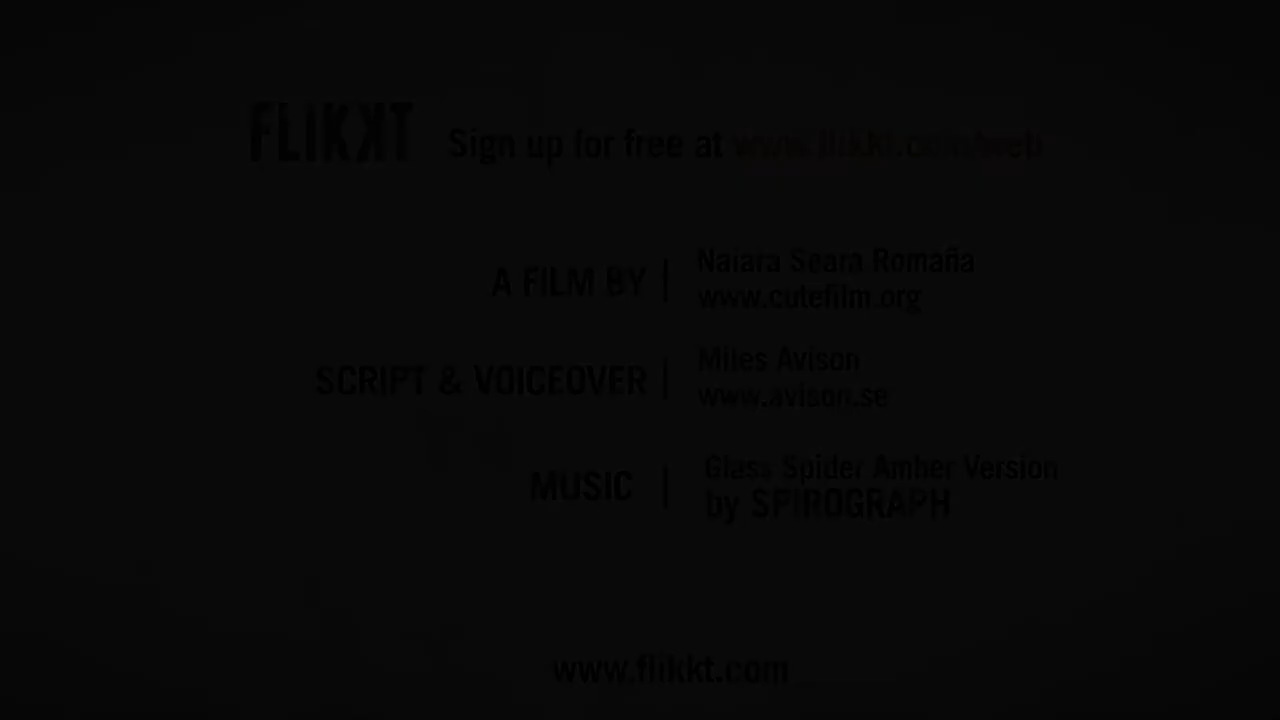 FLIKKT Sign up for free at www.flikkt.com/web
A FILM BY | Naiara Seara Romaña
www.cutefilm.org
SCRIPT & VOICEOVER | Miles Avison
www.avison.se
MUSIC | Glass Spider Amber Version
by SPIROGRAPH
www.flikkt.com